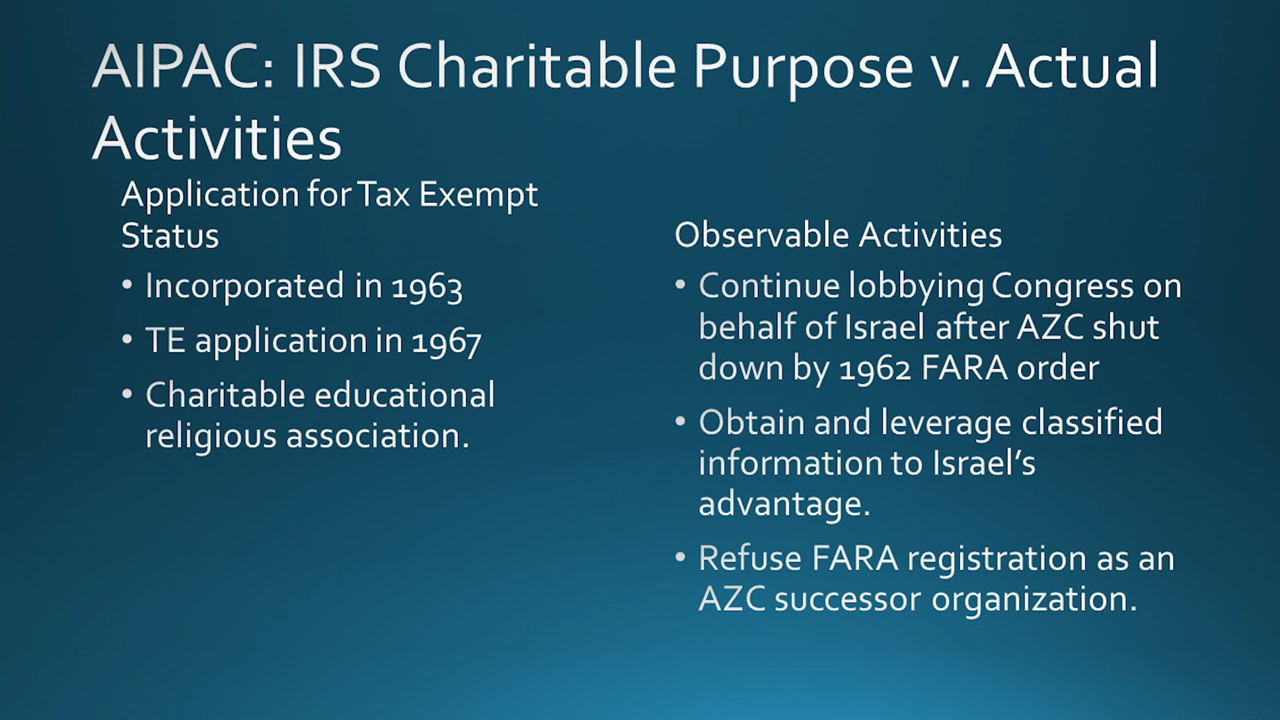 AIPAC: IRS Charitable Purpose v. Actual
Activities
Application for Tax Exempt
Status
• Incorporated in 1963
• TE application in 1967
• Charitable educational
religious association.
Observable Activities
• Continue lobbying Congress on
behalf of Israel after AZC shut
down by 1962 FARA order
• Obtain and leverage classified
information to Israel’s
advantage.
• Refuse FARA registration as an
AZC successor organization.